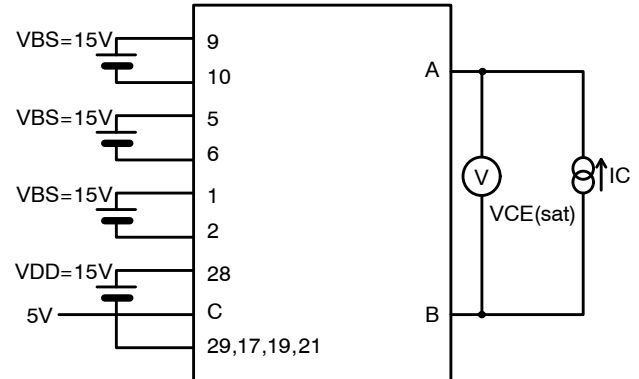 VBS=15V
9
10
A
VBS=15V
5
6
V
IC
VBS=15V
1
VCE(sat)
2
VDD=15V
28
5V
C
B
29,17,19,21